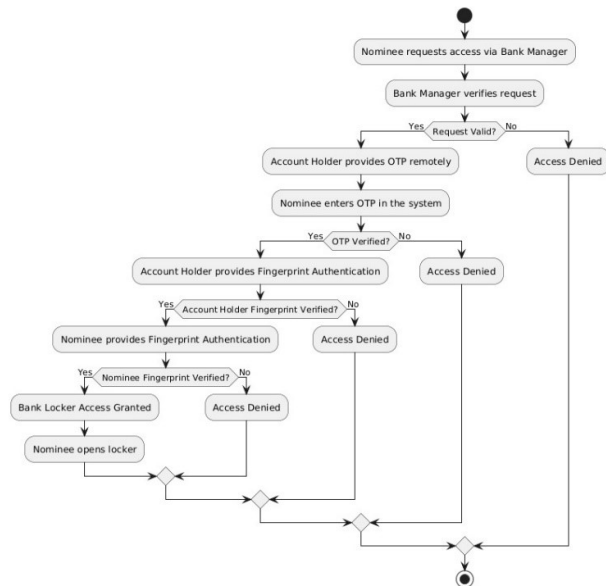 Nominee requests access via Bank Manager
Bank Manager verifies request
Yes
Request Valid?
No
Account Holder provides OTP remotely
Access Denied
Nominee enters OTP in the system
Yes
OTP Verified?
No
Account Holder provides Fingerprint Authentication
Access Denied
Yes
Account Holder Fingerprint Verified?
No
Nominee provides Fingerprint Authentication
Access Denied
Yes
Nominee Fingerprint Verified?
No
Bank Locker Access Granted
Access Denied
Nominee opens locker